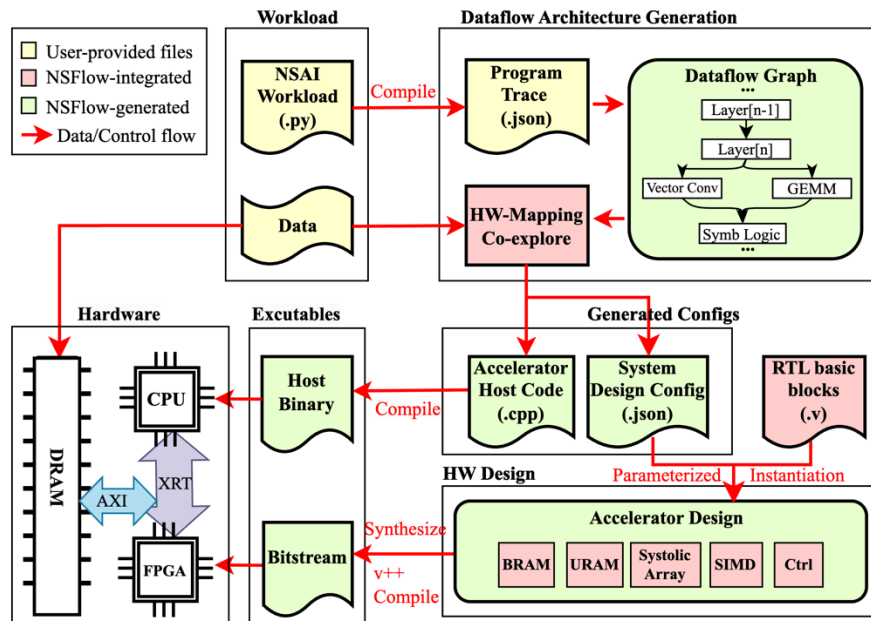 Workload
Dataflow Architecture Generation
User-provided files
NSFlow-integrated
NSFlow-generated
Data/Control flow
NSAI
Workload
(.py)
Compile
Program
Trace
(.json)
Dataflow Graph
...
Layer[n-1]
Layer[n]
Vector Conv
GEMM
Symb Logic
...
Data
HW-Mapping
Co-explore
Hardware
Excutables
Generated Configs
DRAM
CPU
XRT
AXI
FPGA
Host
Binary
Compile
Accelerator
Host Code
(.cpp)
System
Design Config
(.json)
RTL basic
blocks
(.v)
HW Design
Parameterized
Instantiation
Bitstream
Synthesize
v++
Compile
Accelerator Design
BRAM
URAM
Systolic
Array
SIMD
Ctrl